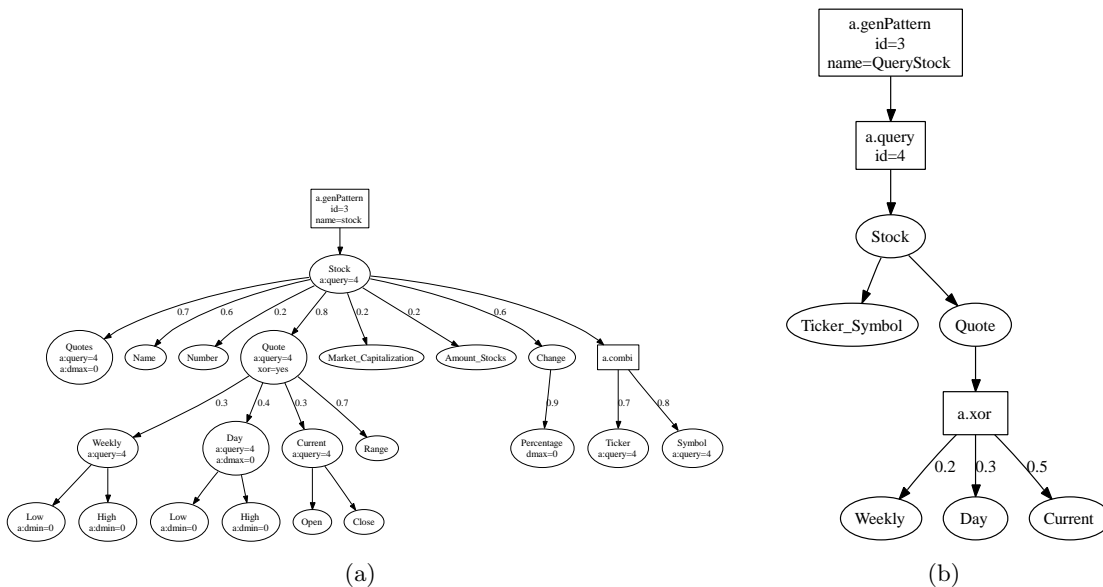 a.genPattern
id=3
name=stock
Stock
a:query=4
0.7
0.6
0.2
0.8
0.2
0.2
0.6
Quotes
a:query=4
a:dmax=0
Name
Number
Quote
a:query=4
xor=yes
Market_Capitalization
Amount_Stocks
Change
a.combi
0.3
0.4
0.3
0.7
0.9
0.7
0.8
Weekly
a:query=4
Day
a:query=4
a:dmax=0
Current
a:query=4
Range
Percentage
dmax=0
Ticker
a:query=4
Symbol
a:query=4
Low
a:dmin=0
High
a:dmin=0
Low
a:dmin=0
High
a:dmin=0
Open
Close
(a)
a.genPattern
id=3
name=QueryStock
a.query
id=4
Stock
Ticker_Symbol
Quote
a.xor
0.2
0.3
0.5
Weekly
Day
Current
(b)